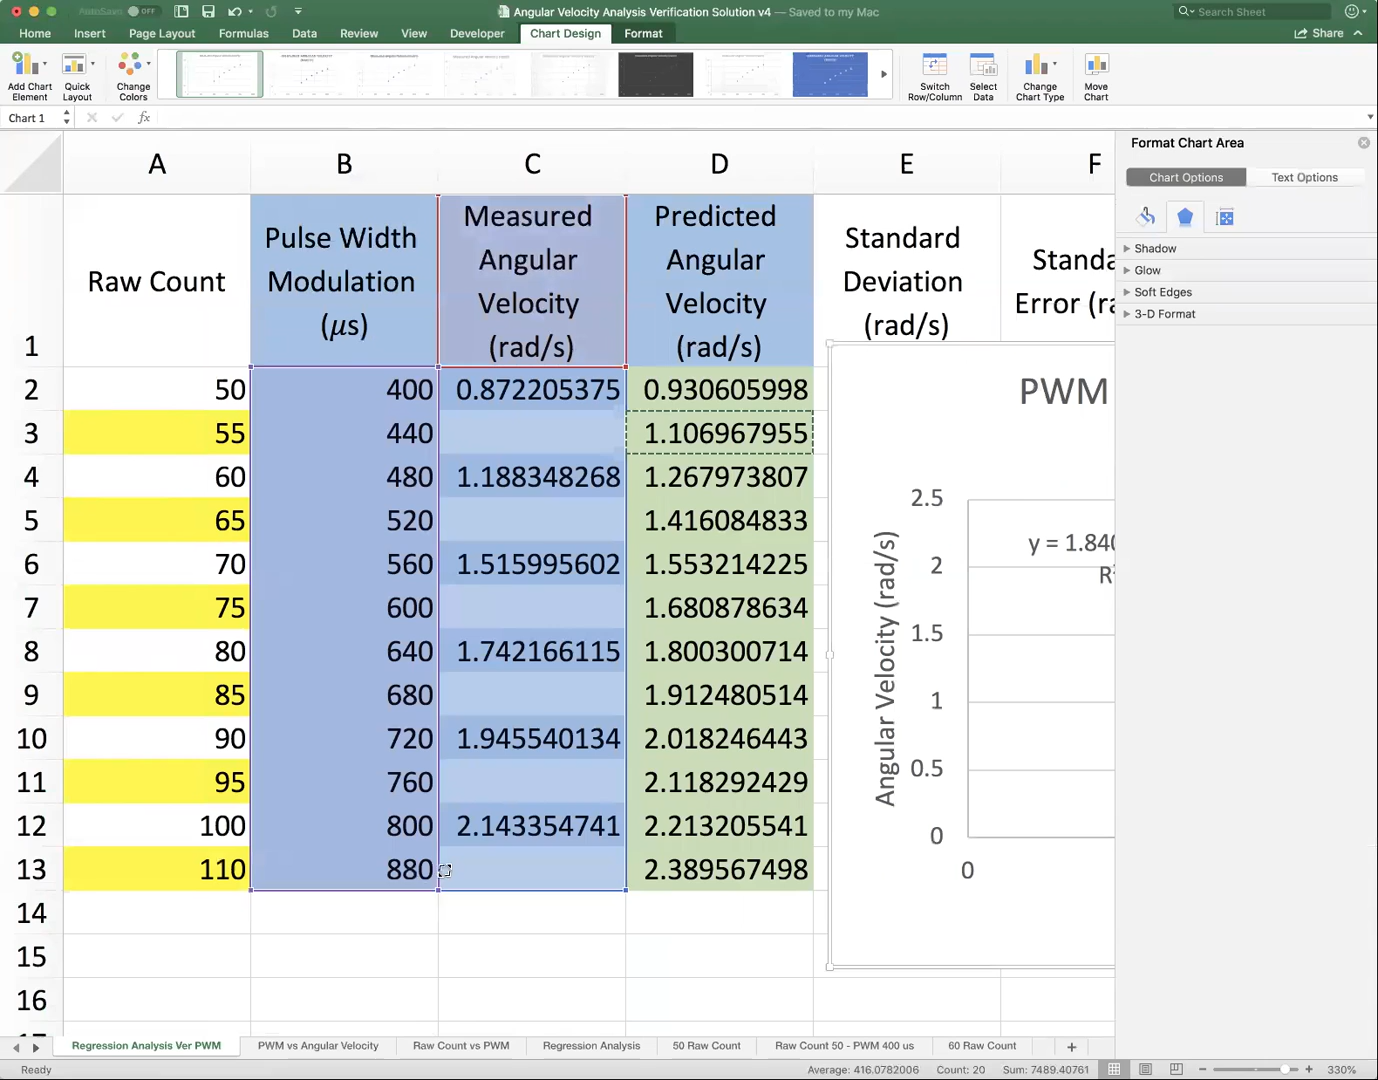 AutoSave OFF
Angular Velocity Analysis Verification Solution v4 — Saved to my Mac
Search Sheet
Home Insert Page Layout Formulas Data Review View Developer Chart Design Format Share
Add Chart Element
Quick Layout
Change Colors
Switch Row/Column
Select Data
Change Chart Type
Move Chart
Chart 1 fx
Format Chart Area
Chart Options Text Options
Shadow
Glow
Soft Edges
3-D Format
A B C D E F
1
Raw Count
Pulse Width
Modulation
(μs)
Measured
Angular
Velocity
(rad/s)
Predicted
Angular
Velocity
(rad/s)
Standard
Deviation
(rad/s)
Standa
Error (ra
2 50 400 0.872205375 0.930605998
3 55 440 1.106967955
4 60 480 1.188348268 1.267973807
5 65 520 1.416084833
6 70 560 1.515995602 1.553214225
7 75 600 1.680878634
8 80 640 1.742166115 1.800300714
9 85 680 1.912480514
10 90 720 1.945540134 2.018246443
11 95 760 2.118292429
12 100 800 2.143354741 2.213205541
13 110 880 2.389567498
14
15
16
PWM
Angular Velocity (rad/s)
2.5
2
1.5
1
0.5
0
0
y = 1.840
R²
Regression Analysis Ver PWM PWM vs Angular Velocity Raw Count vs PWM Regression Analysis 50 Raw Count Raw Count 50 - PWM 400 us 60 Raw Count +
Ready Average: 416.0782006 Count: 20 Sum: 7489.40761 330%